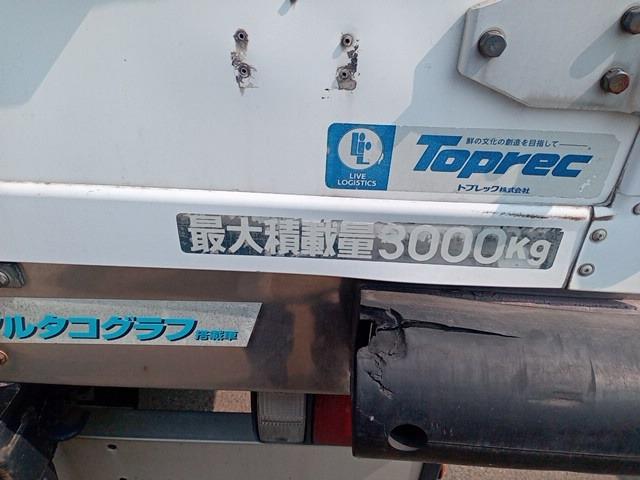 LIVE
LOGISTICS
鮮の文化の創造を目指して
Toprec
トプレック株式会社
最大積載量3000Kg
ルタコグラフ搭載車